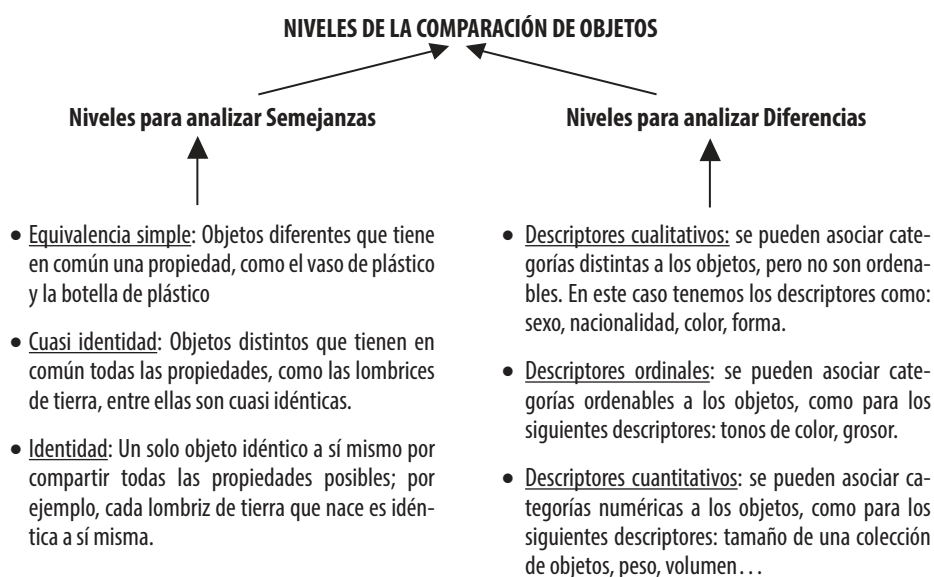 NIVELES DE LA COMPARACIÓN DE OBJETOS
Niveles para analizar Semejanzas
• Equivalencia simple: Objetos diferentes que tiene
en común una propiedad, como el vaso de plástico
y la botella de plástico
• Cuasi identidad: Objetos distintos que tienen en
común todas las propiedades, como las lombrices
de tierra, entre ellas son cuasi idénticas.
• Identidad: Un solo objeto idéntico a sí mismo por
compartir todas las propiedades posibles; por
ejemplo, cada lombriz de tierra que nace es idén-
tica a sí misma.
Niveles para analizar Diferencias
• Descriptores cualitativos: se pueden asociar cate-
gorías distintas a los objetos, pero no son ordena-
bles. En este caso tenemos los descriptores como:
sexo, nacionalidad, color, forma.
• Descriptores ordinales: se pueden asociar cate-
gorías ordenables a los objetos, como para los
siguientes descriptores: tonos de color, grosor.
• Descriptores cuantitativos: se pueden asociar ca-
tegorías numéricas a los objetos, como para los
siguientes descriptores: tamaño de una colección
de objetos, peso, volumen...